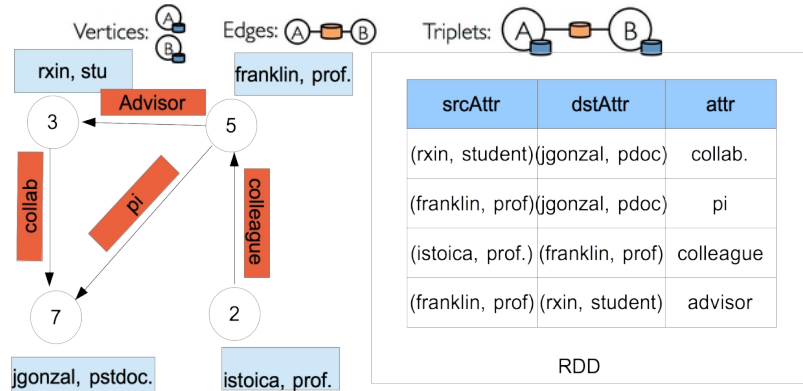 Vertices: A B
Edges: A B
Triplets: A B
rxin, stu
franklin, prof.
Advisor
3
5
collab
pi
colleague
7
2
jgonzal, pstdoc.
istoica, prof.
srcAttr dstAttr attr
(rxin, student) (jgonzal, pdoc) collab.
(franklin, prof) (jgonzal, pdoc) pi
(istoica, prof.) (franklin, prof) colleague
(franklin, prof) (rxin, student) advisor
RDD